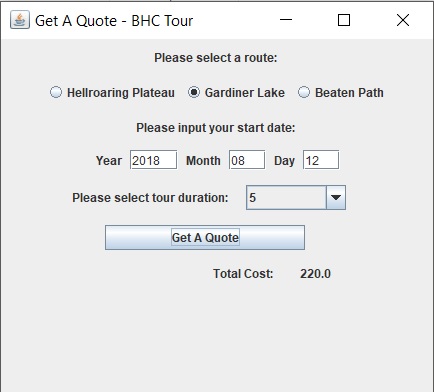 Get A Quote - BHC Tour
Please select a route:
Hellroaring Plateau Gardiner Lake Beaten Path
Please input your start date:
Year 2018 Month 08 Day 12
Please select tour duration: 5
Get A Quote
Total Cost: 220.0